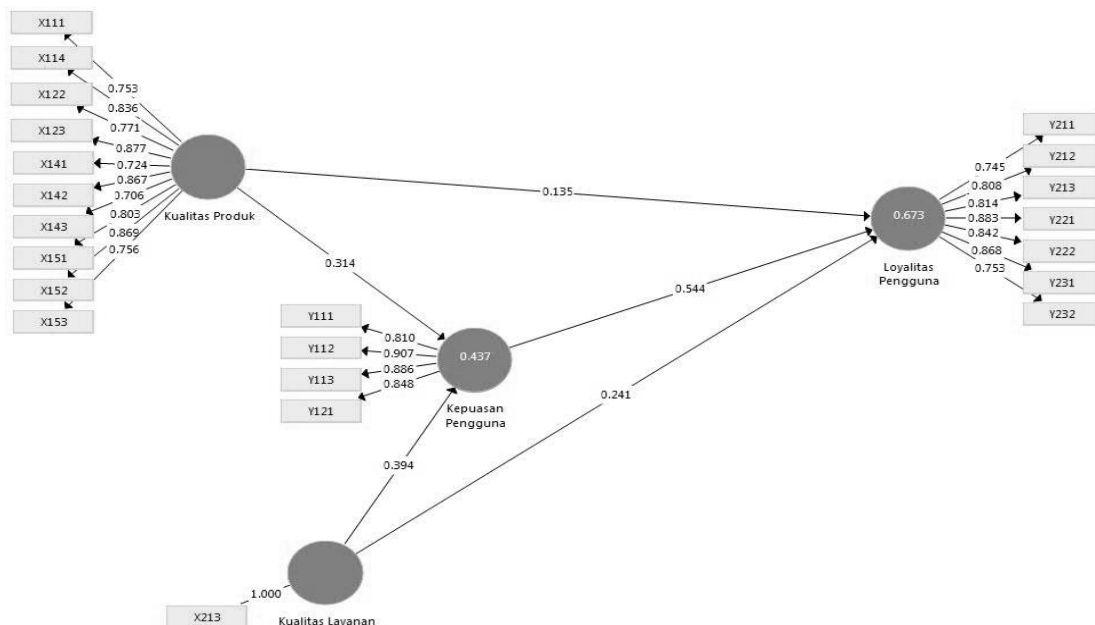 X111
X114
X122
X123
X141
X142
X143
X151
X152
X153
0.753
0.836
0.771
0.877
0.724
0.867
0.706
0.803
0.869
0.756
Kualitas Produk
0.135
0.314
Y111
Y112
Y113
Y121
0.810
0.907
0.886
0.848
0.437
Kepuasan
Pengguna
0.544
0.241
0.394
0.673
Loyalitas
Pengguna
0.745
0.808
0.814
0.883
0.842
0.868
0.753
Y211
Y212
Y213
Y221
Y222
Y231
Y232
1.000
X213
Kualitas Layanan